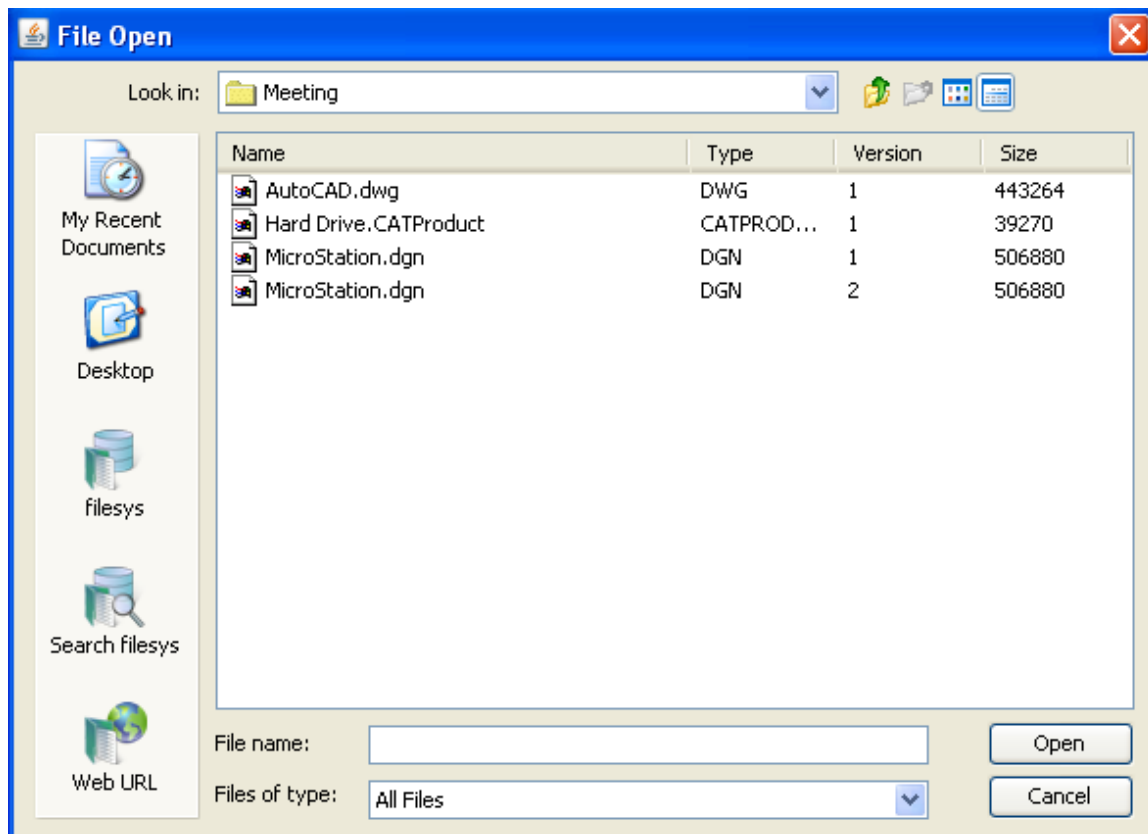 File Open
Look in: Meeting
Name Type Version Size
AutoCAD.dwg DWG 1 443264
Hard Drive.CATProduct CATPROD... 1 39270
MicroStation.dgn DGN 1 506880
MicroStation.dgn DGN 2 506880
My Recent
Documents
Desktop
filesys
Search filesys
Web URL
File name: Open
Files of type: All Files Cancel